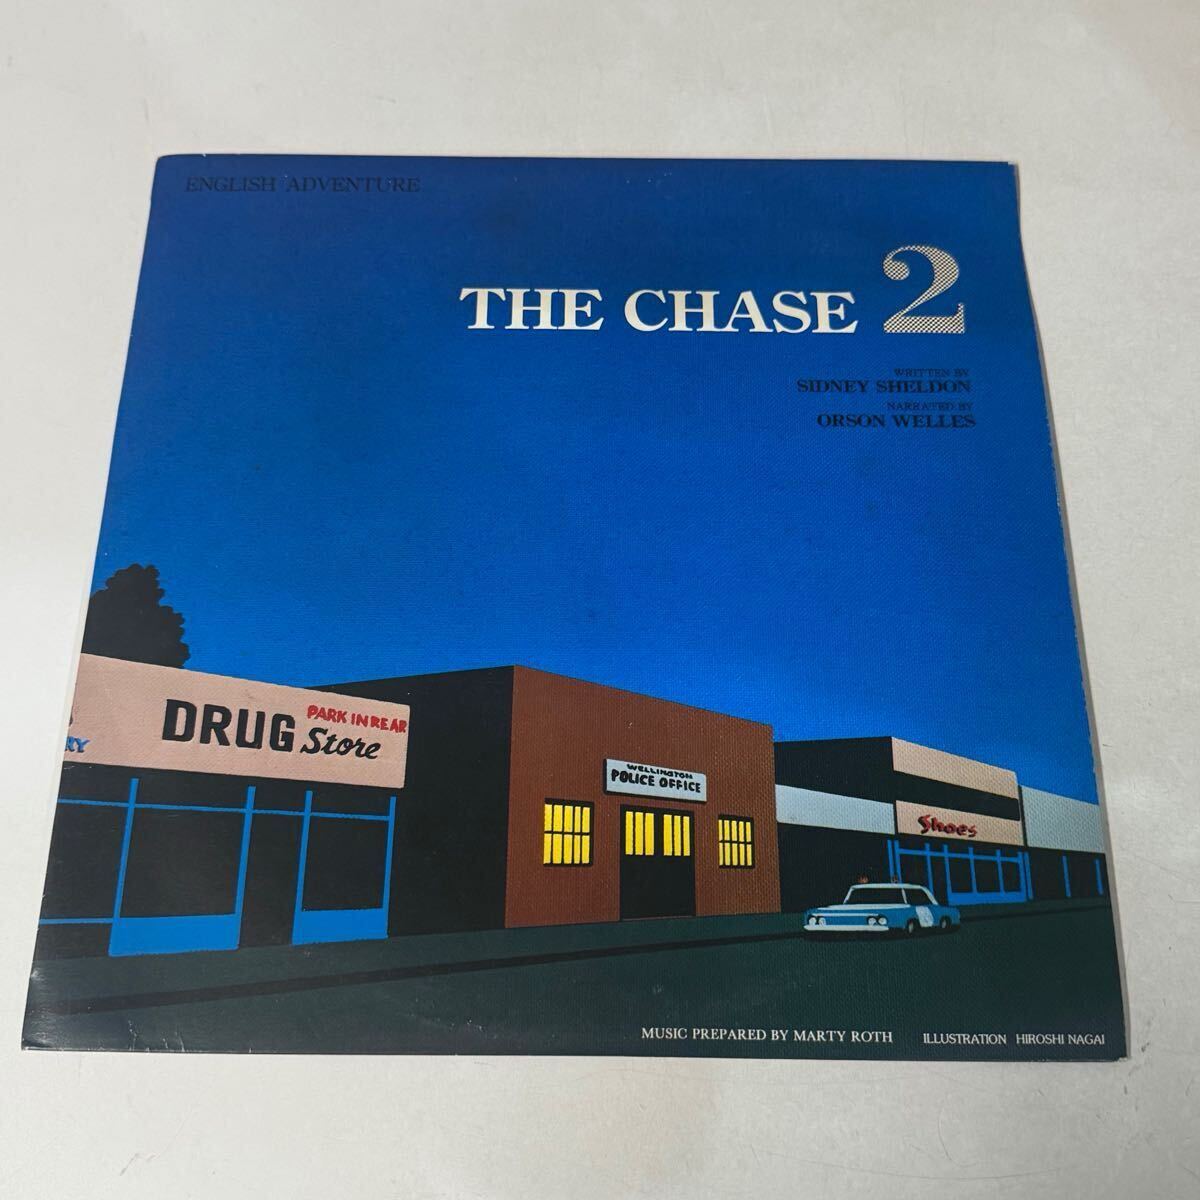 ENGLISH ADVENTURE
THE CHASE 2
WRITTEN BY
SIDNEY SHELDON
NARRATED BY
ORSON WELLES
DRUG Store
PARK IN REAR
RY
WELLINGTON
POLICE OFFICE
Shoes
MUSIC PREPARED BY MARTY ROTH ILLUSTRATION HIROSHI NAGAI